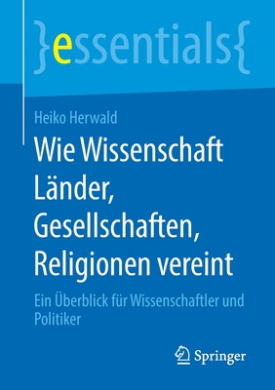 }essentials{
Heiko Herwald
Wie Wissenschaft
Länder,
Gesellschaften,
Religionen vereint
Ein Überblick für Wissenschaftler und
Politiker
Springer